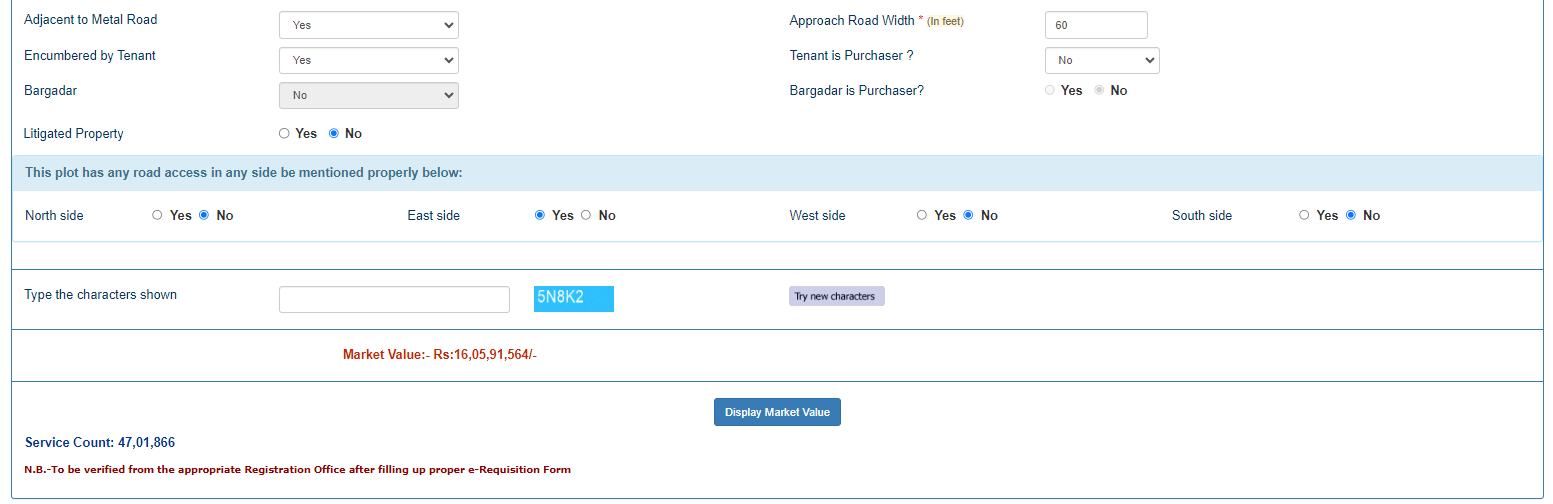 Adjacent to Metal Road Yes Approach Road Width * (In feet) 60
Encumbered by Tenant Yes Tenant is Purchaser ? No
Bargadar No Bargadar is Purchaser? Yes No
Litigated Property Yes No
This plot has any road access in any side be mentioned properly below:
North side Yes No East side Yes No West side Yes No South side Yes No
Type the characters shown 5N8K2 Try new characters
Market Value:- Rs:16,05,91,564/-
Display Market Value
Service Count: 47,01,866
N.B.-To be verified from the appropriate Registration Office after filling up proper e-Requisition Form